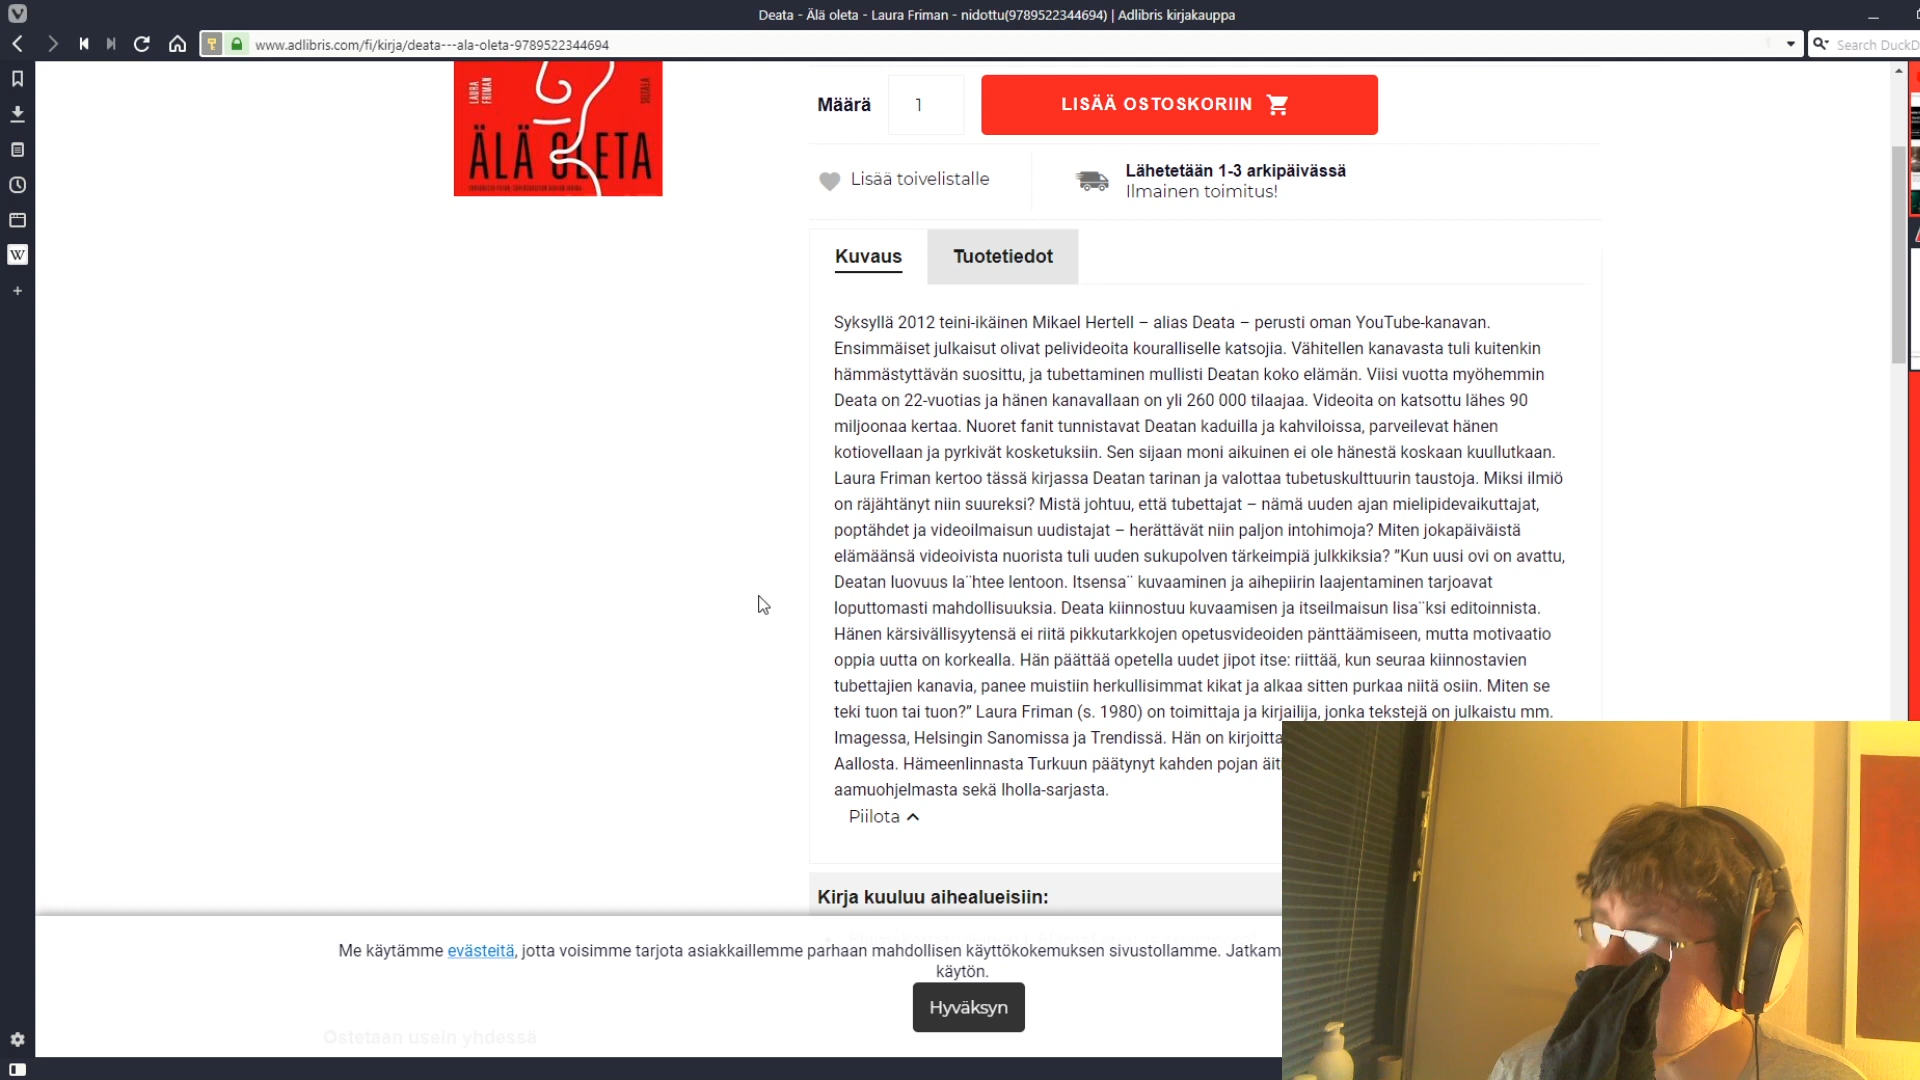 Deata - Älä oleta - Laura Friman - nidottu(9789522344694) | Adlibris kirjakauppa
www.adlibris.com/fi/kirja/deata---ala-oleta-9789522344694
Search DuckD
LAURA
FRIMAN
SILTALA
ÄLÄ OLETA
Määrä
1
LISÄÄ OSTOSKORIIN
Lisää toivelistalle
Lähetetään 1-3 arkipäivässä
Ilmainen toimitus!
Kuvaus
Tuotetiedot
Syksyllä 2012 teini-ikäinen Mikael Hertell – alias Deata – perusti oman YouTube-kanavan.
Ensimmäiset julkaisut olivat pelivideoita kouralliselle katsojia. Vähitellen kanavasta tuli kuitenkin
hämmästyttävän suosittu, ja tubettaminen mullisti Deatan koko elämän. Viisi vuotta myöhemmin
Deata on 22-vuotias ja hänen kanavallaan on yli 260 000 tilaajaa. Videoita on katsottu lähes 90
miljoonaa kertaa. Nuoret fanit tunnistavat Deatan kaduilla ja kahviloissa, parveilevat hänen
kotiovellaan ja pyrkivät kosketuksiin. Sen sijaan moni aikuinen ei ole hänestä koskaan kuullutkaan.
Laura Friman kertoo tässä kirjassa Deatan tarinan ja valottaa tubetuskulttuurin taustoja. Miksi ilmiö
on räjähtänyt niin suureksi? Mistä johtuu, että tubettajat – nämä uuden ajan mielipidevaikuttajat,
poptähdet ja videoilmaisun uudistajat – herättävät niin paljon intohimoja? Miten jokapäiväistä
elämäänsä videoivista nuorista tuli uuden sukupolven tärkeimpiä julkkiksia? ”Kun uusi ovi on avattu,
Deatan luovuus la¨htee lentoon. Itsensa¨ kuvaaminen ja aihepiirin laajentaminen tarjoavat
loputtomasti mahdollisuuksia. Deata kiinnostuu kuvaamisen ja itseilmaisun lisa¨ksi editoinnista.
Hänen kärsivällisyytensä ei riitä pikkutarkkojen opetusvideoiden pänttäämiseen, mutta motivaatio
oppia uutta on korkealla. Hän päättää opetella uudet jipot itse: riittää, kun seuraa kiinnostavien
tubettajien kanavia, panee muistiin herkullisimmat kikat ja alkaa sitten purkaa niitä osiin. Miten se
teki tuon tai tuon?” Laura Friman (s. 1980) on toimittaja ja kirjailija, jonka tekstejä on julkaistu mm.
Imagessa, Helsingin Sanomissa ja Trendissä. Hän on kirjoitta
Aallosta. Hämeenlinnasta Turkuun päätynyt kahden pojan äit
aamuohjelmasta sekä Iholla-sarjasta.
Piilota
Kirja kuuluu aihealueisiin:
Me käytämme evästeitä, jotta voisimme tarjota asiakkaillemme parhaan mahdollisen käyttökokemuksen sivustollamme. Jatkam
käytön.
Hyväksyn
Ostetaan usein yhdessä